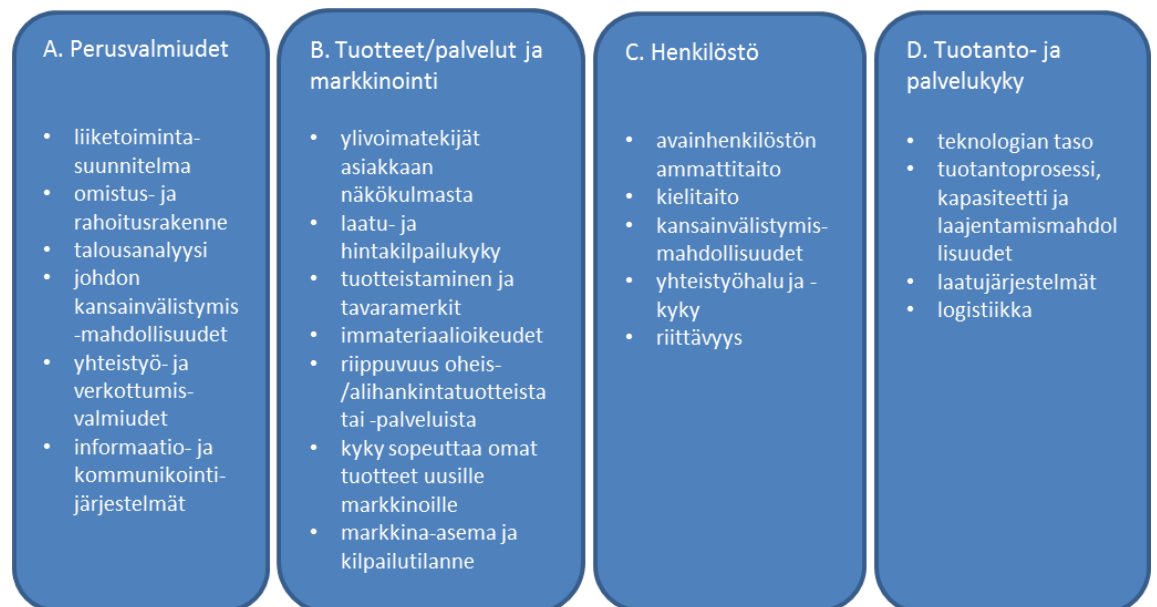 A. Perusvalmiudet
• liiketoiminta-
suunnitelma
• omistus- ja
rahoitusrakenne
• talousanalyysi
• johdon
kansainvälistymis
-mahdollisuudet
• yhteistyö- ja
verkottumis-
valmiudet
• informaatio- ja
kommunikointi-
järjestelmät
B. Tuotteet/palvelut ja
markkinointi
• ylivoimatekijät
asiakkaan
näkökulmasta
• laatu- ja
hintakilpailukyky
• tuotteistaminen ja
tavaramerkit
• immateriaalioikeudet
• riippuvuus oheis-
/alihankintatuotteista
tai -palveluista
• kyky sopeuttaa omat
tuotteet uusille
markkinoille
• markkina-asema ja
kilpailutilanne
C. Henkilöstö
• avainhenkilöstön
ammattitaito
• kielitaito
• kansainvälistymis-
mahdollisuudet
• yhteistyöhalu ja -
kyky
• riittävyys
D. Tuotanto- ja
palvelukyky
• teknologian taso
• tuotantoprosessi,
kapasiteetti ja
laajentamismahdol
lisuudet
• laatujärjestelmät
• logistiikka